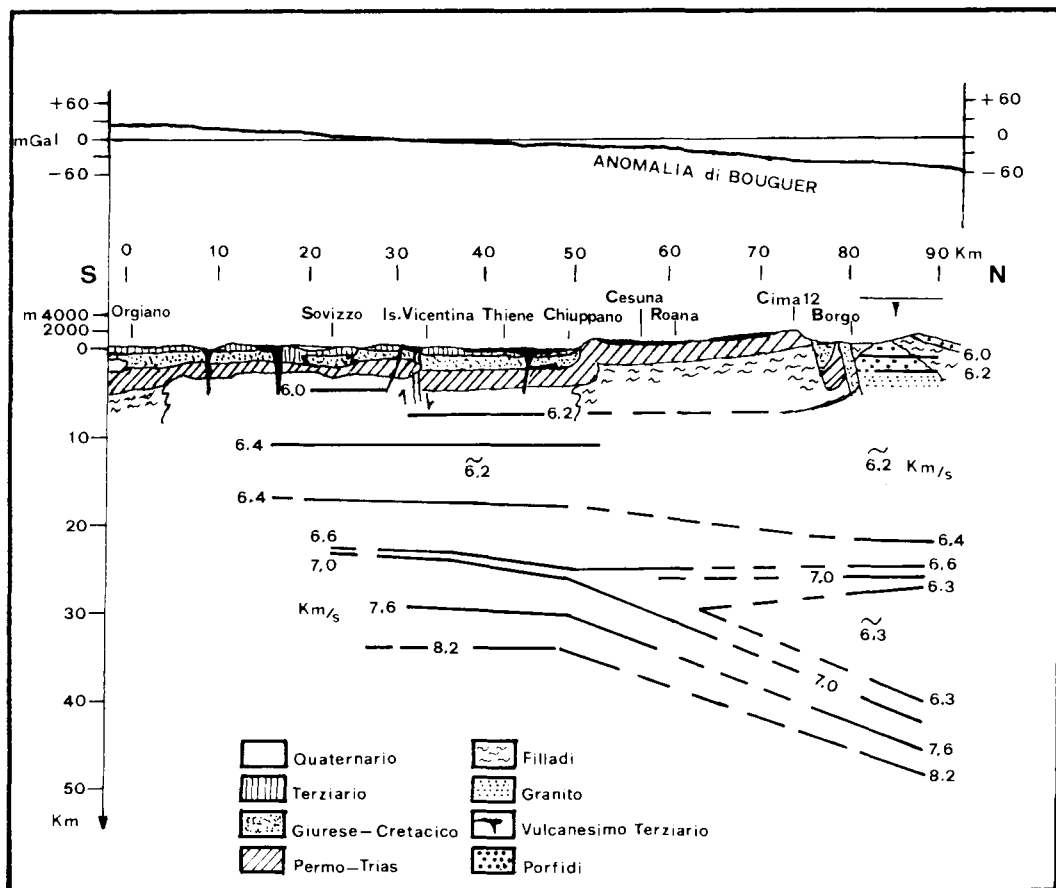 +60
mGal 0
-60
+60
0
-60
ANOMALIA di BOUGUER
0 10 20 30 40 50 60 70 80 90 Km
S N
m 4000
2000
0
Orgiano Sovizzo Is.Vicentina Thiene Chiuppano Cesuna Roana Cima12 Borgo
6.0
6.2
6.0
6.2
10
6.4
6.2
6.2 Km/s
6.4
20
6.4
6.6
6.6
7.0
7.0
6.3
30
Km/s
7.6
6.3
8.2
7.0
6.3
40
7.6
8.2
50
Km
Quaternario
Terziario
Giurese-Cretacico
Permo-Trias
Filladi
Granito
Vulcanesimo Terziario
Porfidi